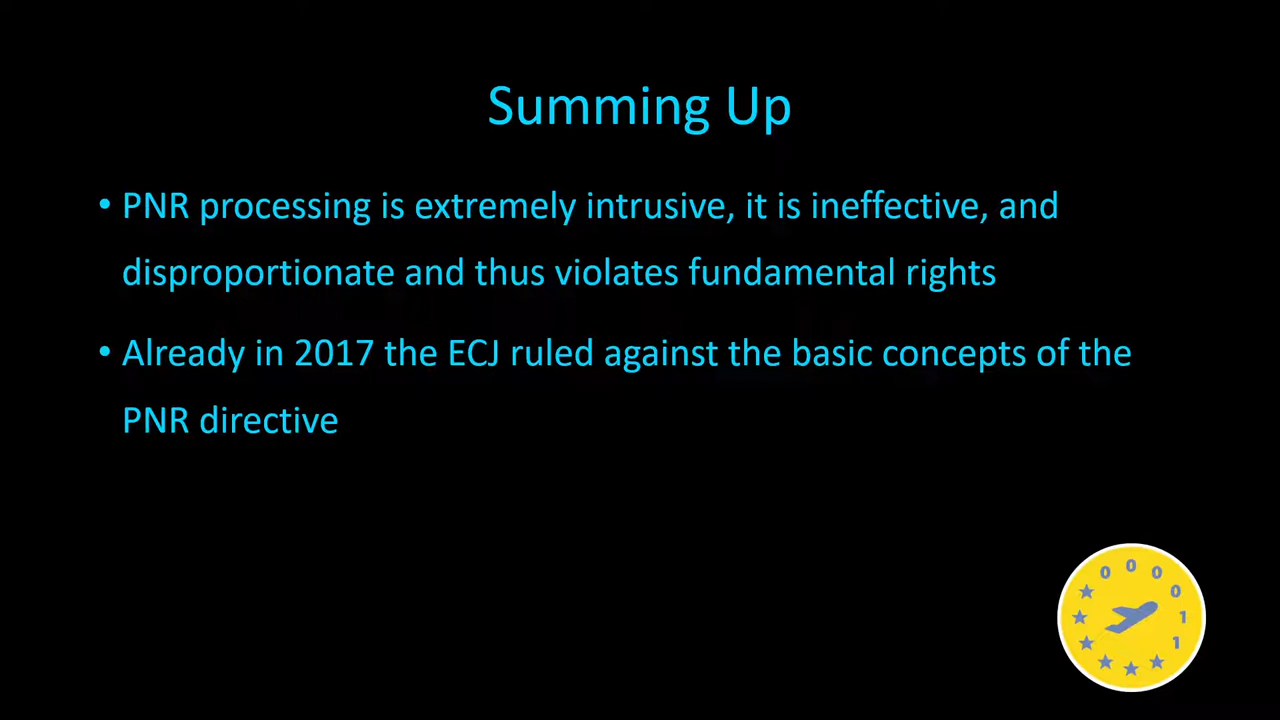 Summing Up
• PNR processing is extremely intrusive, it is ineffective, and
disproportionate and thus violates fundamental rights
• Already in 2017 the ECJ ruled against the basic concepts of the
PNR directive
0 0 0 0 1 1